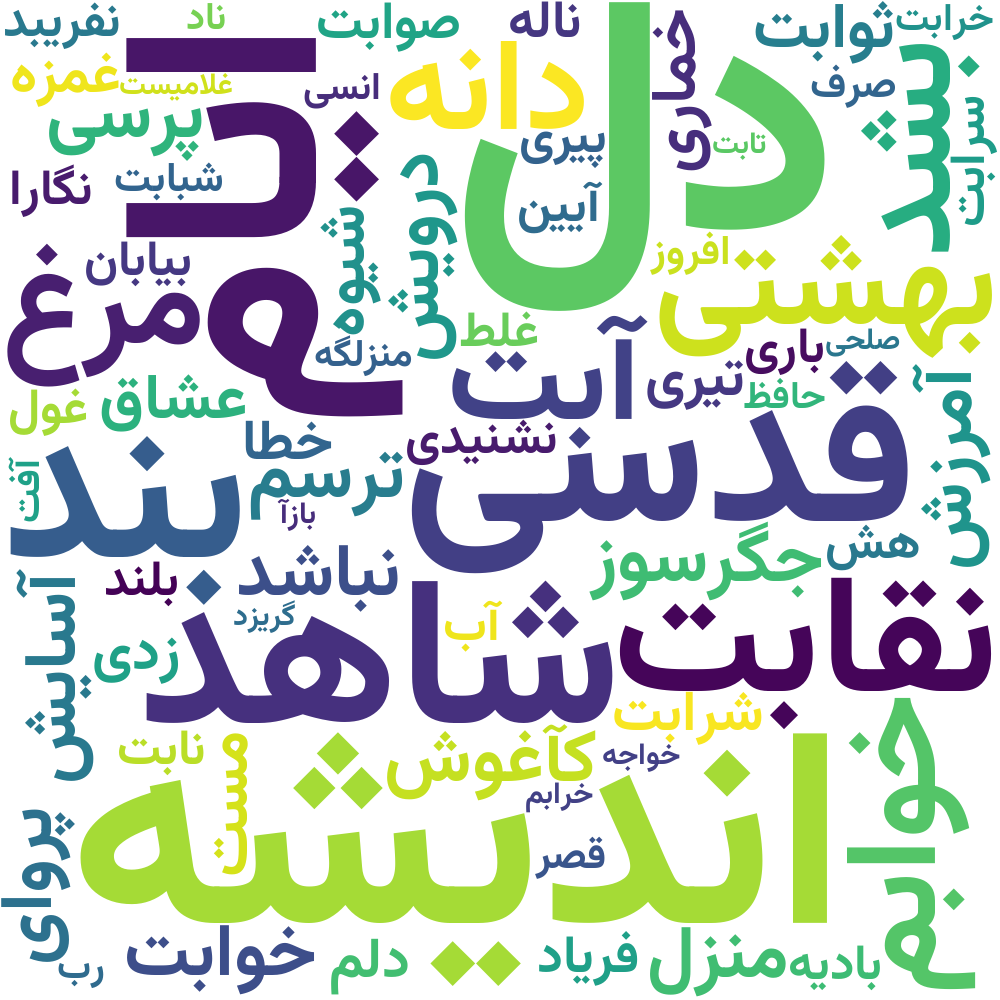 نفریبد
ناد
صوابت
ناله
دل
خماری
ثوابت
خرابت
غمزه
غلامیست
انسی
دانه
صرف
بشد
پرسی
که
پیری
تابت
سرابت
نگارا
شبابت
درویش
آیین
شیوه
بیابان
مرغ
افروز
بهشتی
منزلگه
غلط
آبت
باری
صلحی
تیری
حافظ
آمرزش
غول
عشاق
خطا
نشنیدی
قدسی
آفت
بند
ترسم
بازآ
هش
جگرسوز
بلند
نباشد
گریزد
آب
شاهد
نقابت
آسایش
زدی
شرابت
خوابم
نابت
مست
کآغوش
خواجه
خرابم
اندیشه
قصر
پروای
رب
خوابت
دلم
فریاد
منزل
بادیه